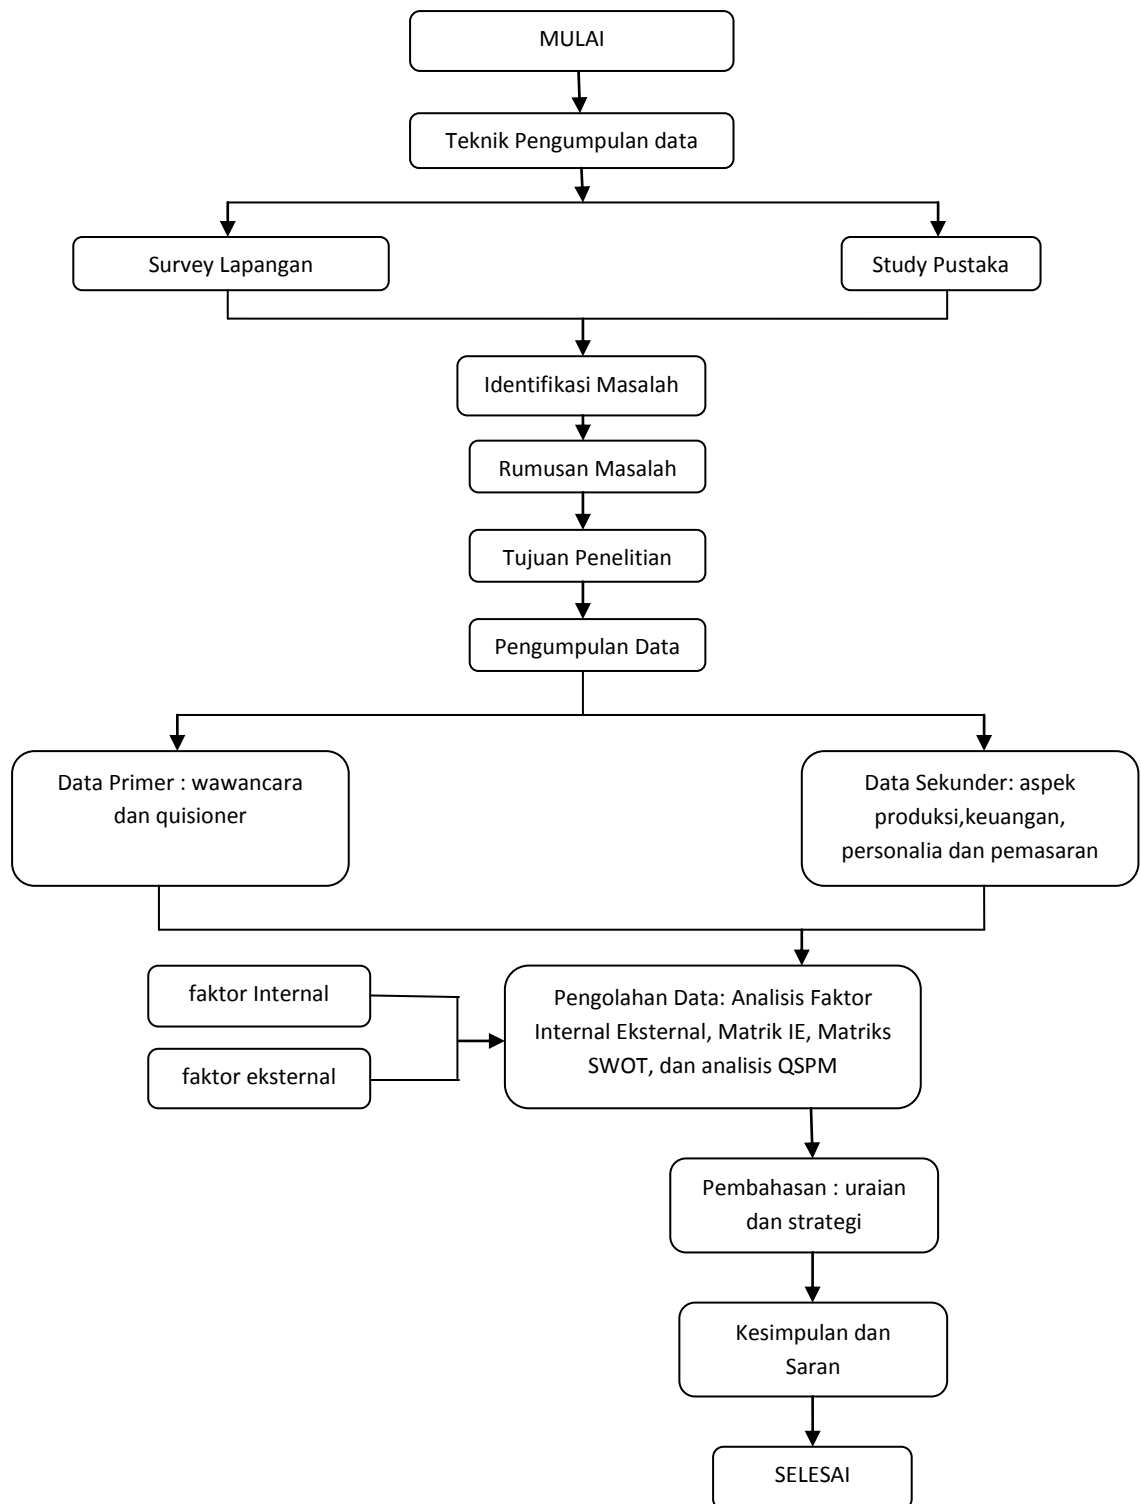 MULAI
Teknik Pengumpulan data
Survey Lapangan
Study Pustaka
Identifikasi Masalah
Rumusan Masalah
Tujuan Penelitian
Pengumpulan Data
Data Primer : wawancara
dan quisioner
Data Sekunder: aspek
produksi,keuangan,
personalia dan pemasaran
faktor Internal
faktor eksternal
Pengolahan Data: Analisis Faktor
Internal Eksternal, Matrik IE, Matriks
SWOT, dan analisis QSPM
Pembahasan : uraian
dan strategi
Kesimpulan dan
Saran
SELESAI